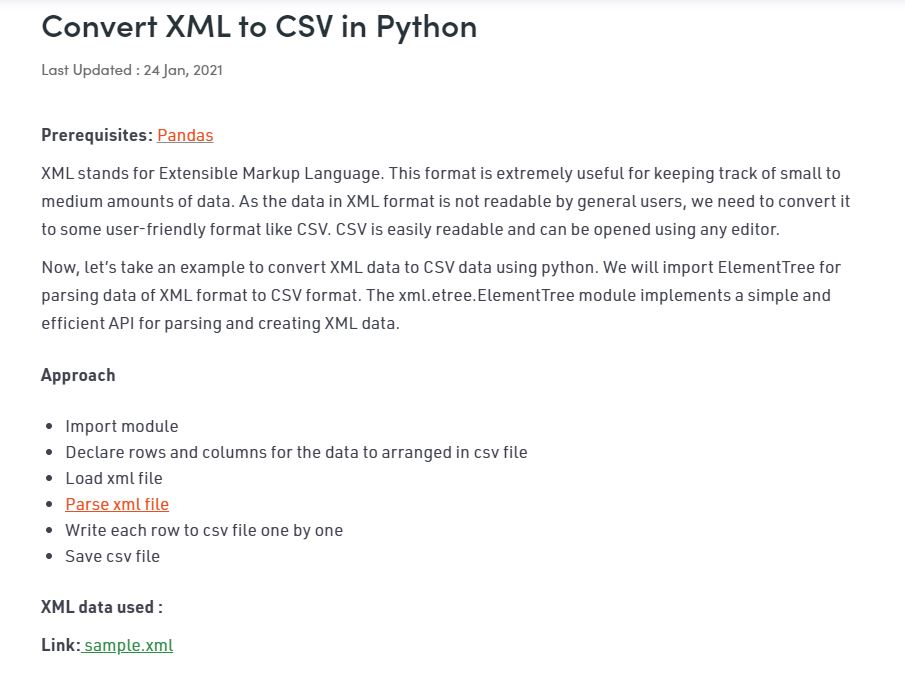 Convert XML to CSV in Python
Last Updated : 24 Jan, 2021
Prerequisites: Pandas
XML stands for Extensible Markup Language. This format is extremely useful for keeping track of small to
medium amounts of data. As the data in XML format is not readable by general users, we need to convert it
to some user-friendly format like CSV. CSV is easily readable and can be opened using any editor.
Now, let's take an example to convert XML data to CSV data using python. We will import ElementTree for
parsing data of XML format to CSV format. The xml.etree.ElementTree module implements a simple and
efficient API for parsing and creating XML data.
Approach
• Import module
• Declare rows and columns for the data to arranged in csv file
• Load xml file
• Parse xml file
• Write each row to csv file one by one
• Save csv file
XML data used :
Link: sample.xml